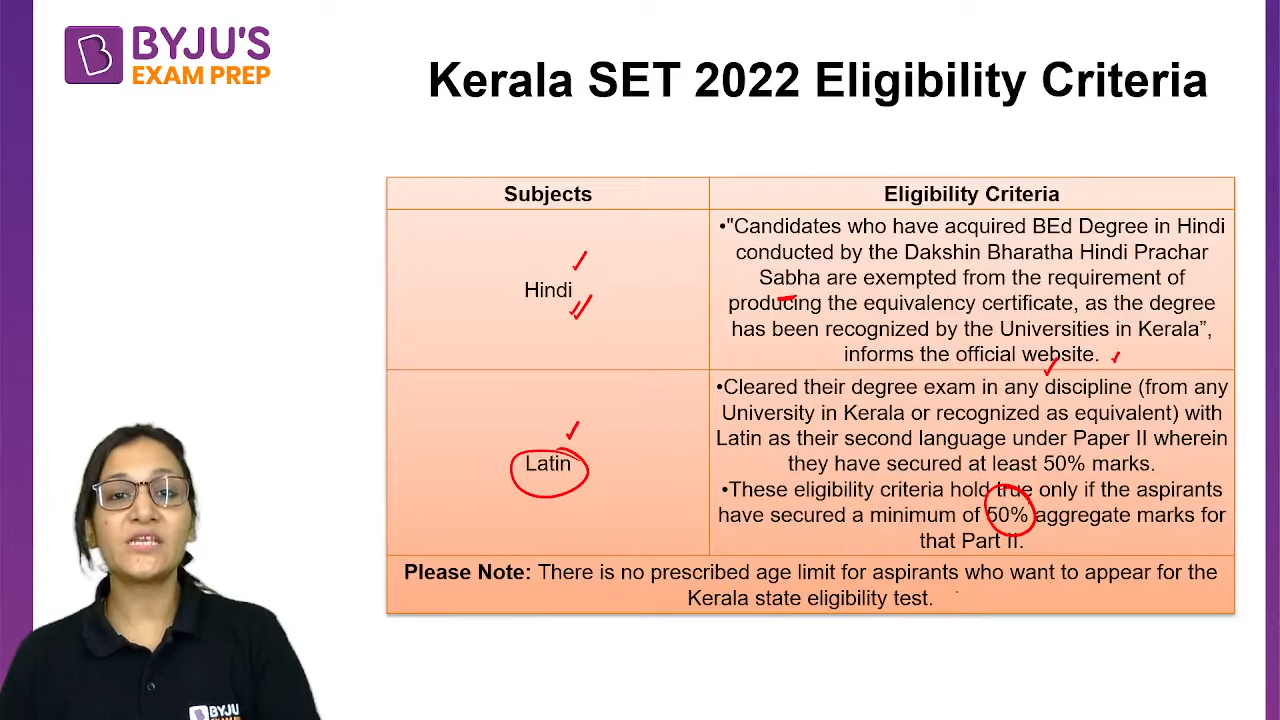 BYJU'S
EXAM PREP
Kerala SET 2022 Eligibility Criteria
Subjects
Eligibility Criteria
Hindi
•"Candidates who have acquired BEd Degree in Hindi
conducted by the Dakshin Bharatha Hindi Prachar
Sabha are exempted from the requirement of
producing the equivalency certificate, as the degree
has been recognized by the Universities in Kerala”,
informs the official website.
Latin
•Cleared their degree exam in any discipline (from any
University in Kerala or recognized as equivalent) with
Latin as their second language under Paper II wherein
they have secured at least 50% marks.
•These eligibility criteria hold true only if the aspirants
have secured a minimum of 50% aggregate marks for
that Part II.
Please Note: There is no prescribed age limit for aspirants who want to appear for the
Kerala state eligibility test.
BYJU
EXAM P